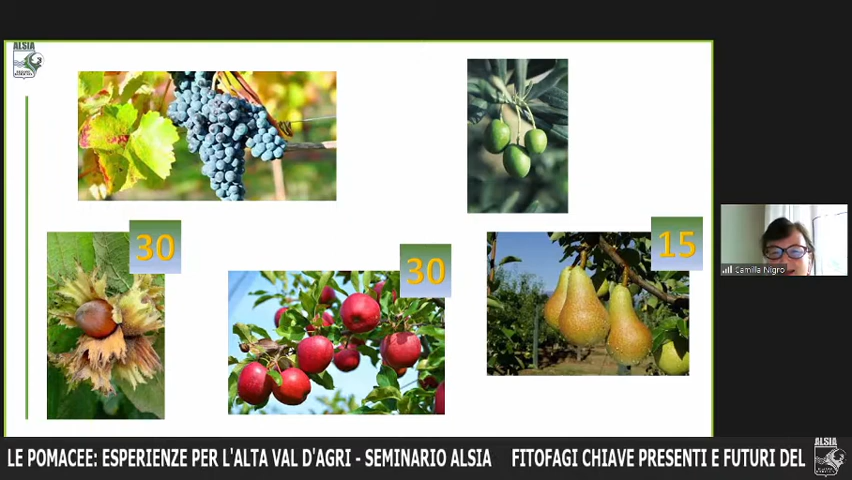 ALSIA
30
30
15
Camilla Nigro
LE POMACEE: ESPERIENZE PER L'ALTA VAL D'AGRI - SEMINARIO ALSIA FITOFAGI CHIAVE PRESENTI E FUTURI DEL
ALSIA